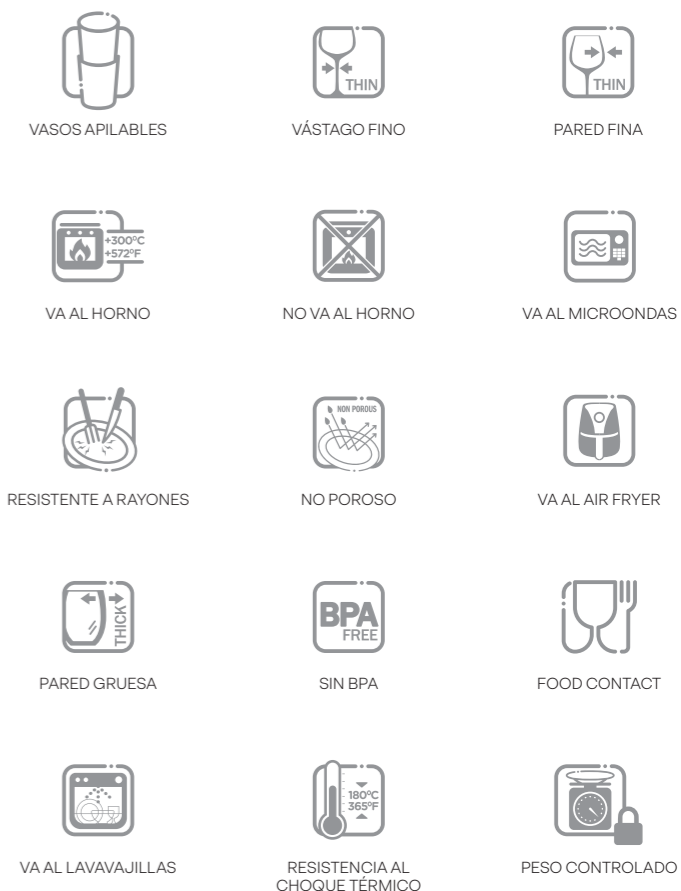 THIN
THIN
VASOS APILABLES
VÁSTAGO FINO
PARED FINA
+300ºC
+572ºF
VA AL HORNO
NO VA AL HORNO
VA AL MICROONDAS
NON POROUS
RESISTENTE A RAYONES
NO POROSO
VA AL AIR FRYER
THICK
BPA
FREE
PARED GRUESA
SIN BPA
FOOD CONTACT
180ºC
365ºF
VA AL LAVAVAJILLAS
RESISTENCIA AL
CHOQUE TÉRMICO
PESO CONTROLADO